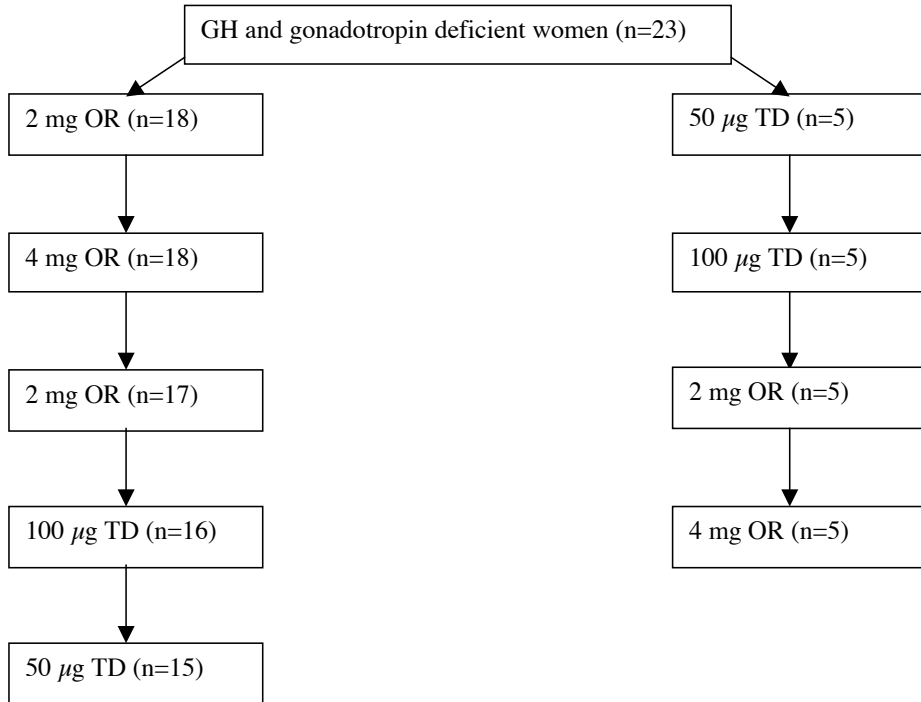 GH and gonadotropin deficient women (n=23)
2 mg OR (n=18)
4 mg OR (n=18)
2 mg OR (n=17)
100 µg TD (n=16)
50 µg TD (n=15)
50 µg TD (n=5)
100 µg TD (n=5)
2 mg OR (n=5)
4 mg OR (n=5)